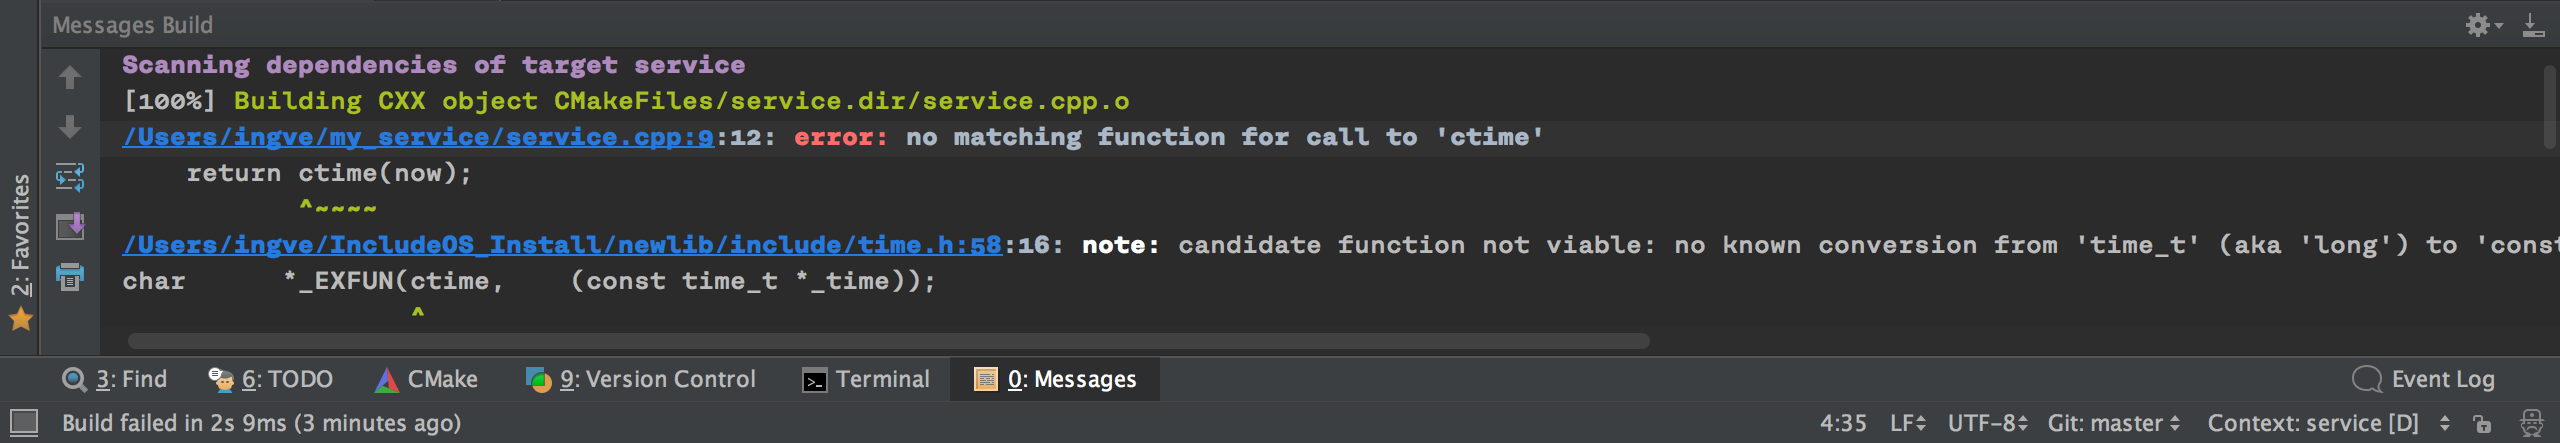 Messages Build
Scanning dependencies of target service
[100%] Building CXX object CMakeFiles/service.dir/service.cpp.o
/Users/ingve/my_service/service.cpp:9:12: error: no matching function for call to 'ctime'
return ctime(now);
^~~~~
/Users/ingve/IncludeOS_Install/newlib/include/time.h:58:16: note: candidate function not viable: no known conversion from 'time_t' (aka 'long') to 'const
char *_EXFUN(ctime, (const time_t *_time));
^
2: Favorites
3: Find 6: TODO CMake 9: Version Control Terminal 0: Messages Event Log
Build failed in 2s 9ms (3 minutes ago) 4:35 LF UTF-8 Git: master Context: service [D]